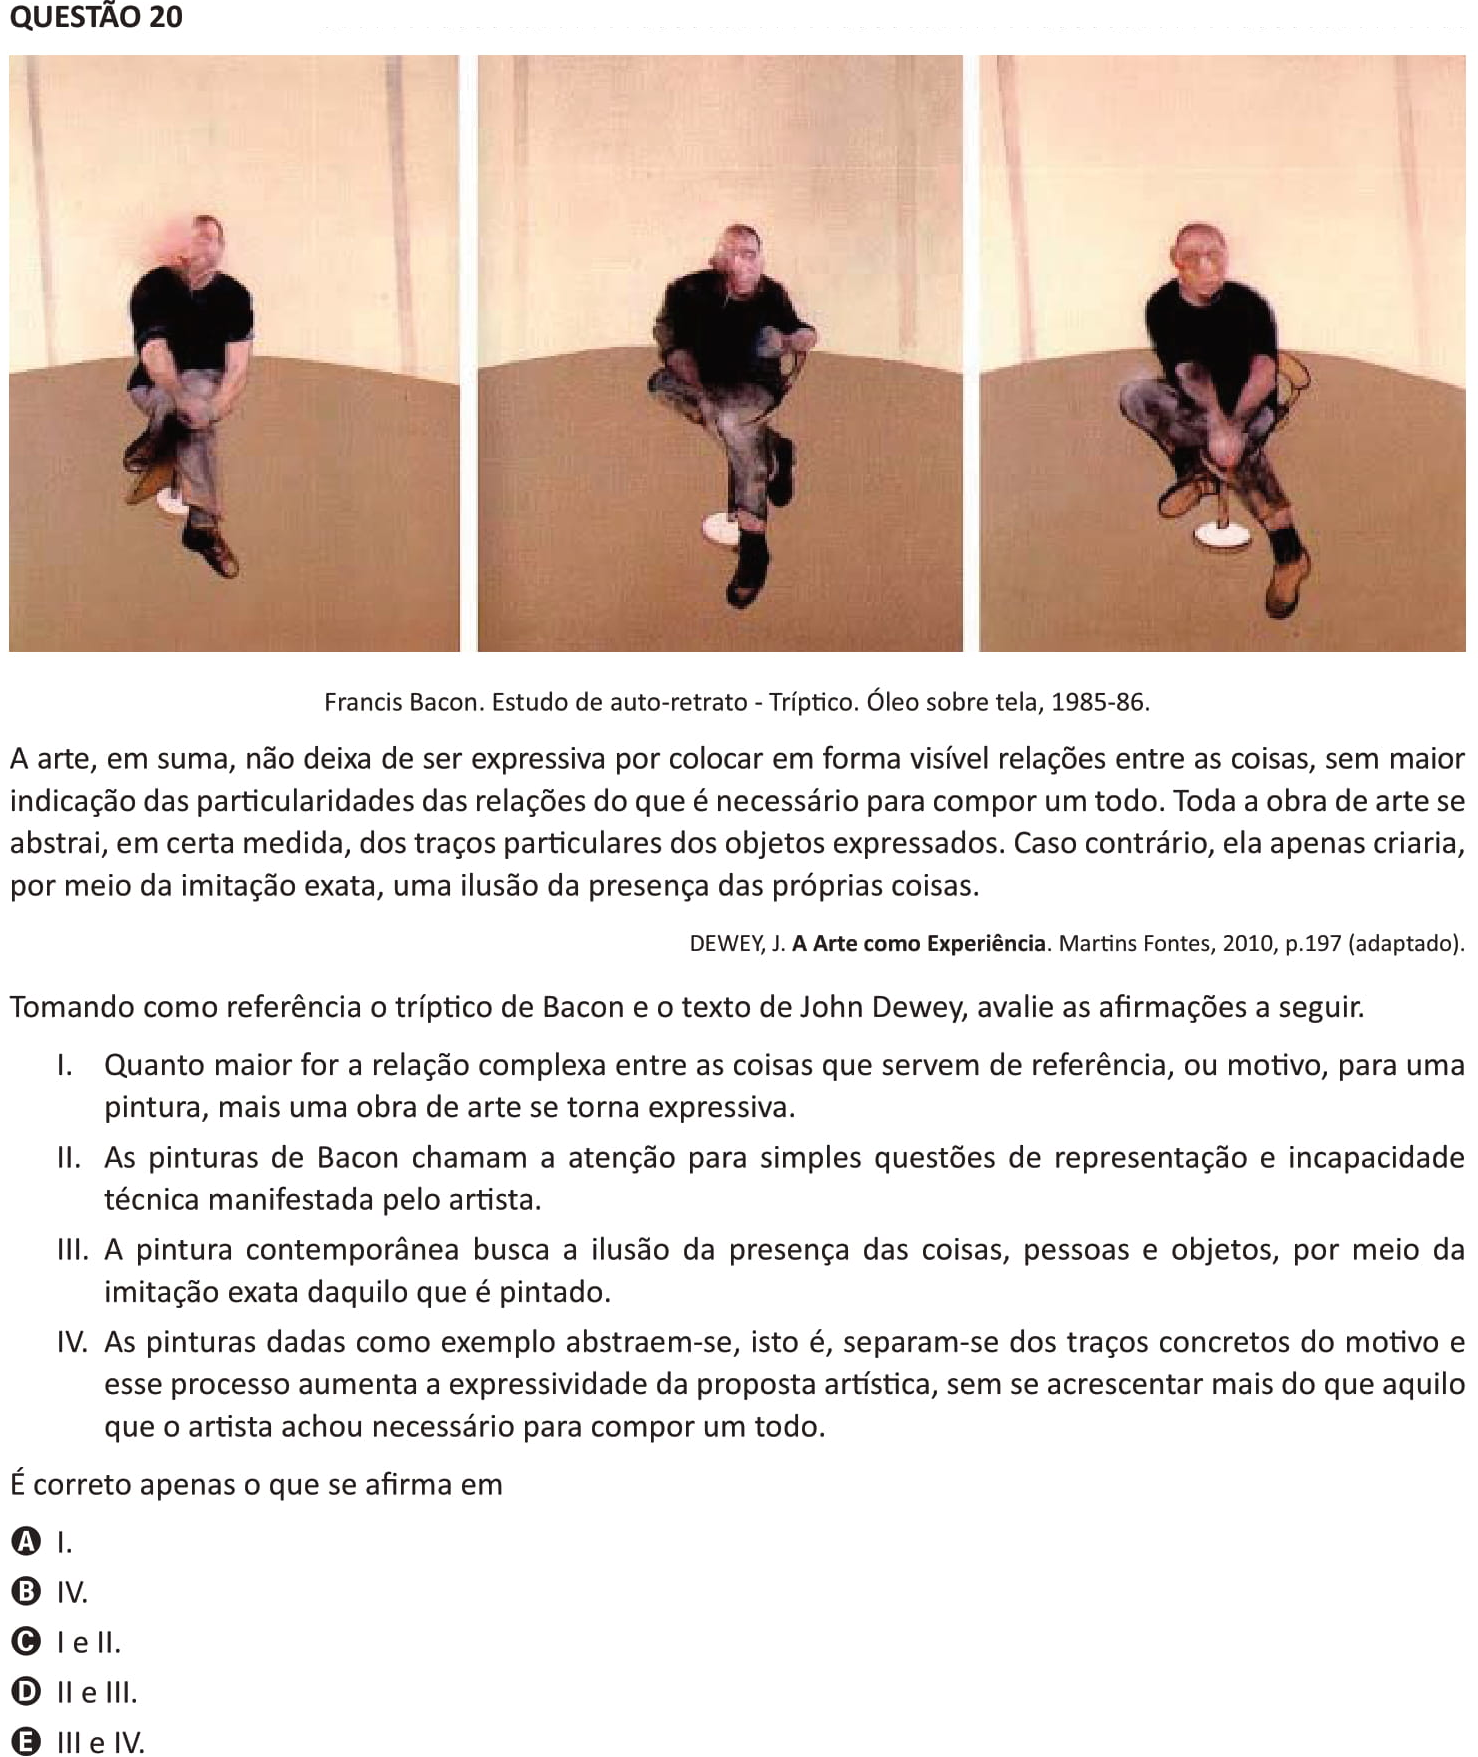 QUESTÃO 20
Francis Bacon. Estudo de auto-retrato - Tríptico. Óleo sobre tela, 1985-86.
A arte, em suma, não deixa de ser expressiva por colocar em forma visível relações entre as coisas, sem maior
indicação das particularidades das relações do que é necessário para compor um todo. Toda a obra de arte se
abstrai, em certa medida, dos traços particulares dos objetos expressados. Caso contrário, ela apenas criaria,
por meio da imitação exata, uma ilusão da presença das próprias coisas.
DEWEY, J. A Arte como Experiência. Martins Fontes, 2010, p.197 (adaptado).
Tomando como referência o tríptico de Bacon e o texto de John Dewey, avalie as afirmações a seguir.
I. Quanto maior for a relação complexa entre as coisas que servem de referência, ou motivo, para uma
pintura, mais uma obra de arte se torna expressiva.
II. As pinturas de Bacon chamam a atenção para simples questões de representação e incapacidade
técnica manifestada pelo artista.
III. A pintura contemporânea busca a ilusão da presença das coisas, pessoas e objetos, por meio da
imitação exata daquilo que é pintado.
IV. As pinturas dadas como exemplo abstraem-se, isto é, separam-se dos traços concretos do motivo e
esse processo aumenta a expressividade da proposta artística, sem se acrescentar mais do que aquilo
que o artista achou necessário para compor um todo.
É correto apenas o que se afirma em
A I.
B IV.
C I e II.
D II e III.
E III e IV.